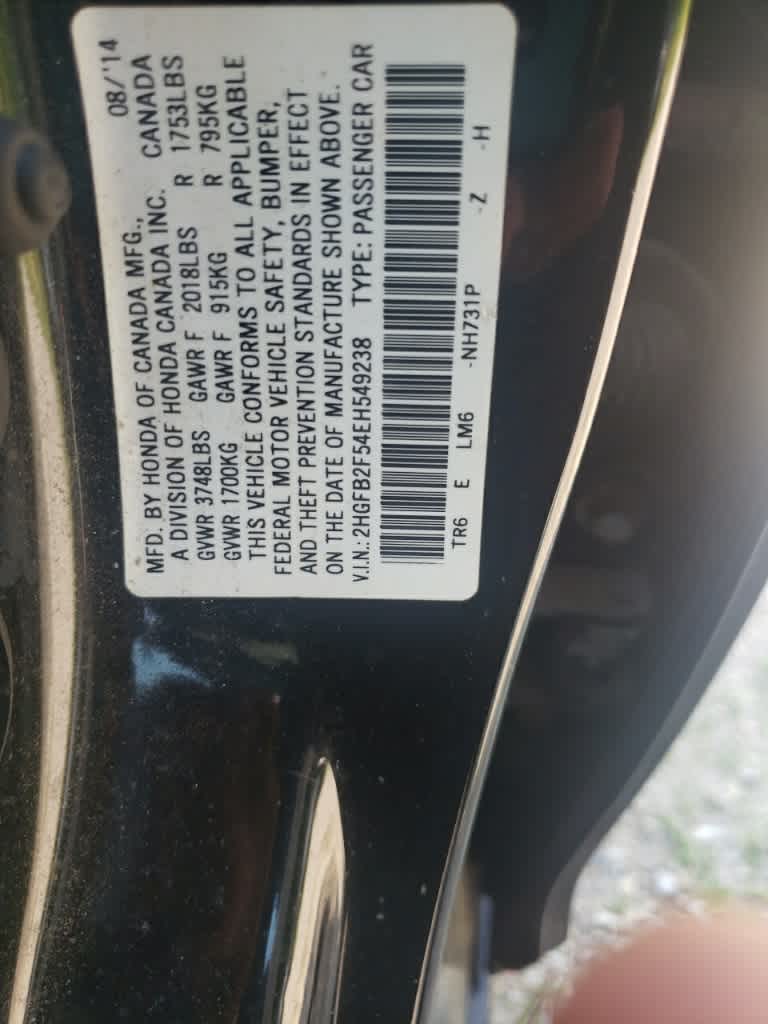 08/'14
MFD. BY HONDA OF CANADA MFG.,
A DIVISION OF HONDA CANADA INC. CANADA
GVWR 3748LBS GAWR F 2018LBS R 1753LBS
GVWR 1700KG GAWR F 915KG R 795KG
THIS VEHICLE CONFORMS TO ALL APPLICABLE
FEDERAL MOTOR VEHICLE SAFETY, BUMPER,
AND THEFT PREVENTION STANDARDS IN EFFECT
ON THE DATE OF MANUFACTURE SHOWN ABOVE.
V.I.N.: 2HGFB2F54EH549238 TYPE: PASSENGER CAR
TR6 E LM6 -NH731P -Z -H